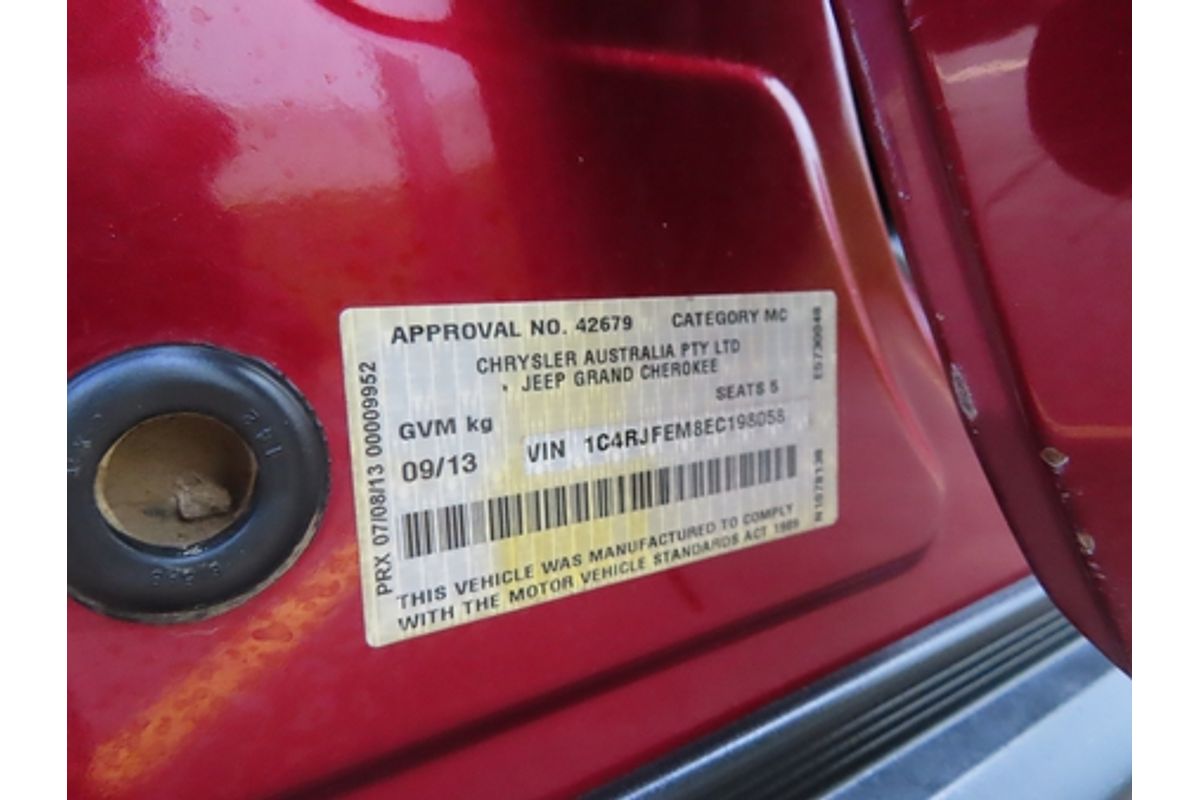 APPROVAL NO. 42679 CATEGORY MC
CHRYSLER AUSTRALIA PTY LTD
JEEP GRAND CHEROKEE
SEATS 5
GVM kg
09/13 VIN 1C4RJFEM8EC198058
THIS VEHICLE WAS MANUFACTURED TO COMPLY
WITH THE MOTOR VEHICLE STANDARDS ACT 1989
PRX 07/08/13 00009952
142